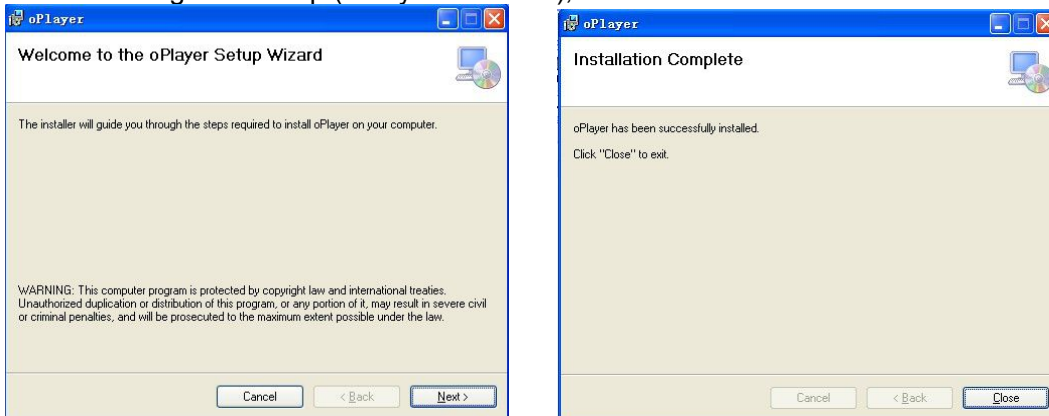 oPlayer
Welcome to the oPlayer Setup Wizard
The installer will guide you through the steps required to install oPlayer on your computer.
WARNING: This computer program is protected by copyright law and international treaties.
Unauthorized duplication or distribution of this program, or any portion of it, may result in severe civil
or criminal penalties, and will be prosecuted to the maximum extent possible under the law.
Cancel
< Back
Next >
oPlayer
Installation Complete
oPlayer has been successfully installed.
Click "Close" to exit.
Cancel
< Back
Close